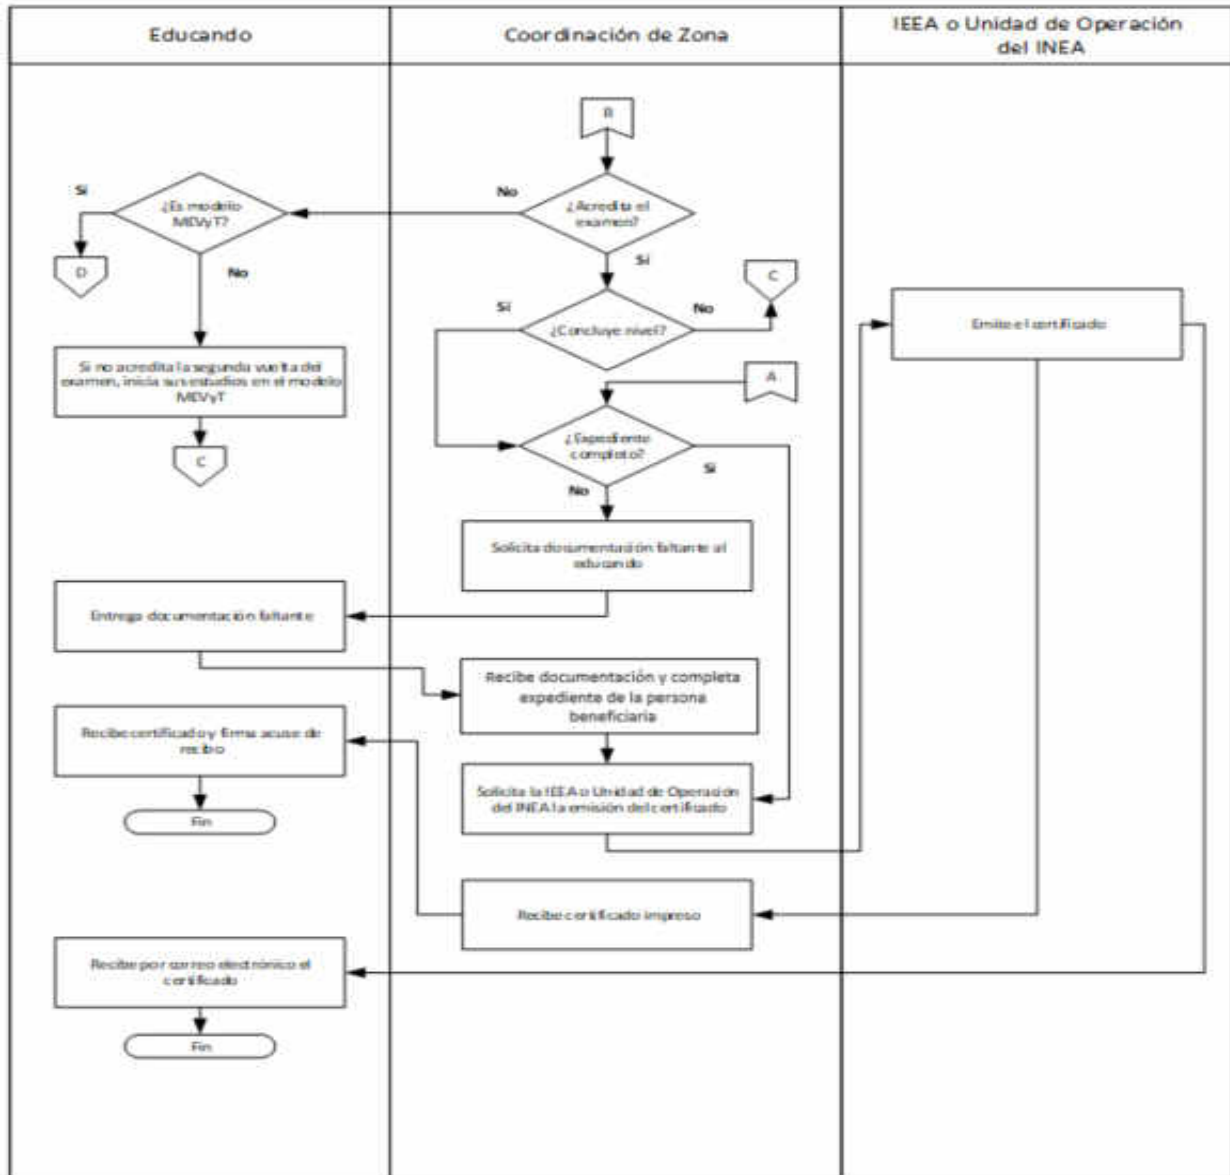 Educando
Coordinación de Zona
IEEA o Unidad de Operación
del INEA
B
Si
¿Es modelo
MEVyT?
No
¿Acredita el
examen?
D
No
Sí
C
Sí
¿Concluye nivel?
No
Emite el certificado
Si no acredita la segunda vuelta del
examen, inicia sus estudios en el modelo
MEVyT
A
C
¿Expediente
completo?
Si
No
Solicita documentación faltante al
educando
Entrega documentación faltante
Recibe documentación y completa
expediente de la persona
beneficiaria
Recibe certificado y firma acuse de
recibo
Solicita la IEEA o Unidad de Operación
del INEA la emisión del certificado
Fin
Recibe certificado impreso
Recibe por correo electrónico el
certificado
Fin